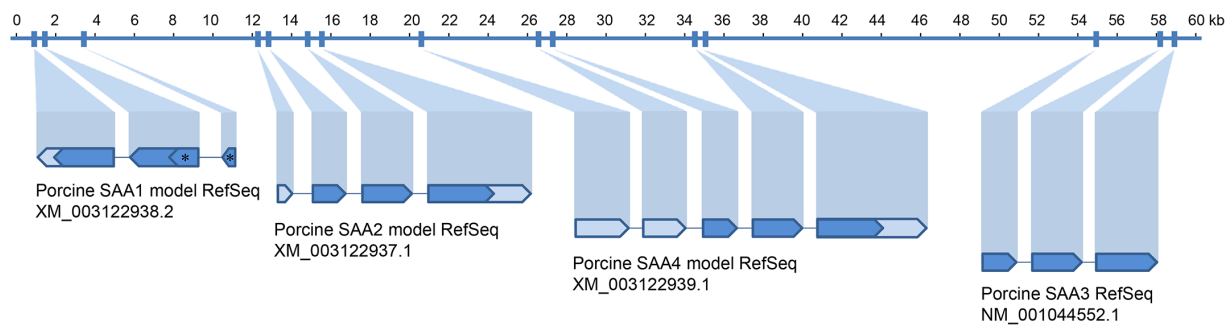 0 2 4 6 8 10 12 14 16 18 20 22 24 26 28 30 32 34 36 38 40 42 44 46 48 50 52 54 56 58 60 kb
* *
Porcine SAA1 model RefSeq
XM_003122938.2
Porcine SAA2 model RefSeq
XM_003122937.1
Porcine SAA4 model RefSeq
XM_003122939.1
Porcine SAA3 RefSeq
NM_001044552.1